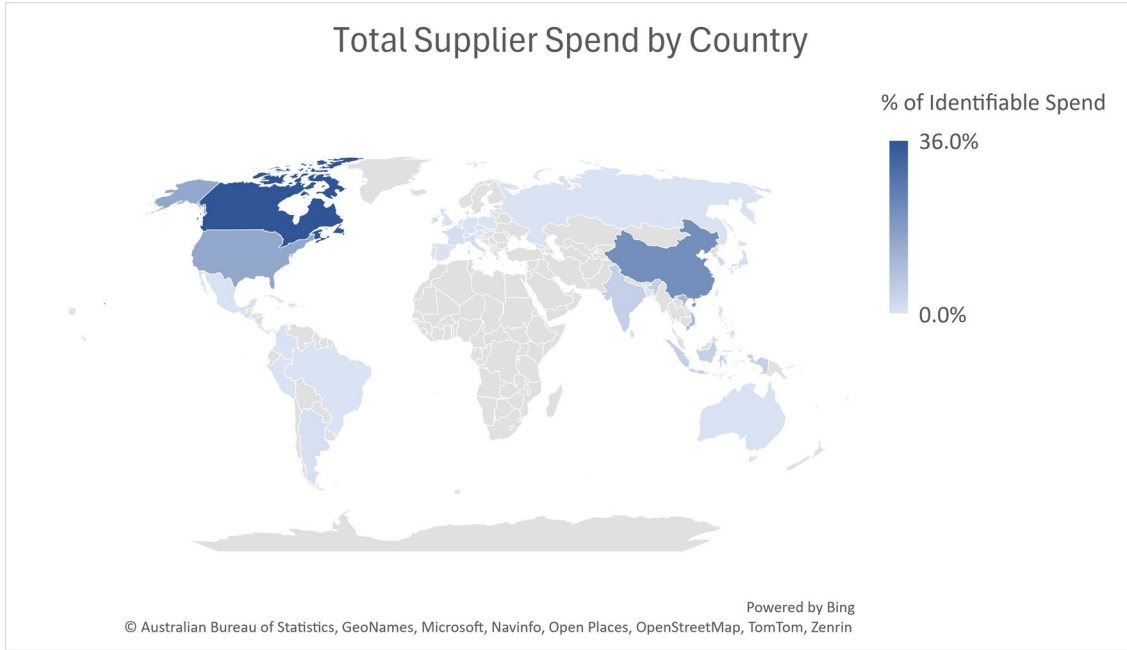 Total Supplier Spend by Country
% of Identifiable Spend
36.0%
0.0%
Powered by Bing
© Australian Bureau of Statistics, GeoNames, Microsoft, Navinfo, Open Places, OpenStreetMap, TomTom, Zenrin